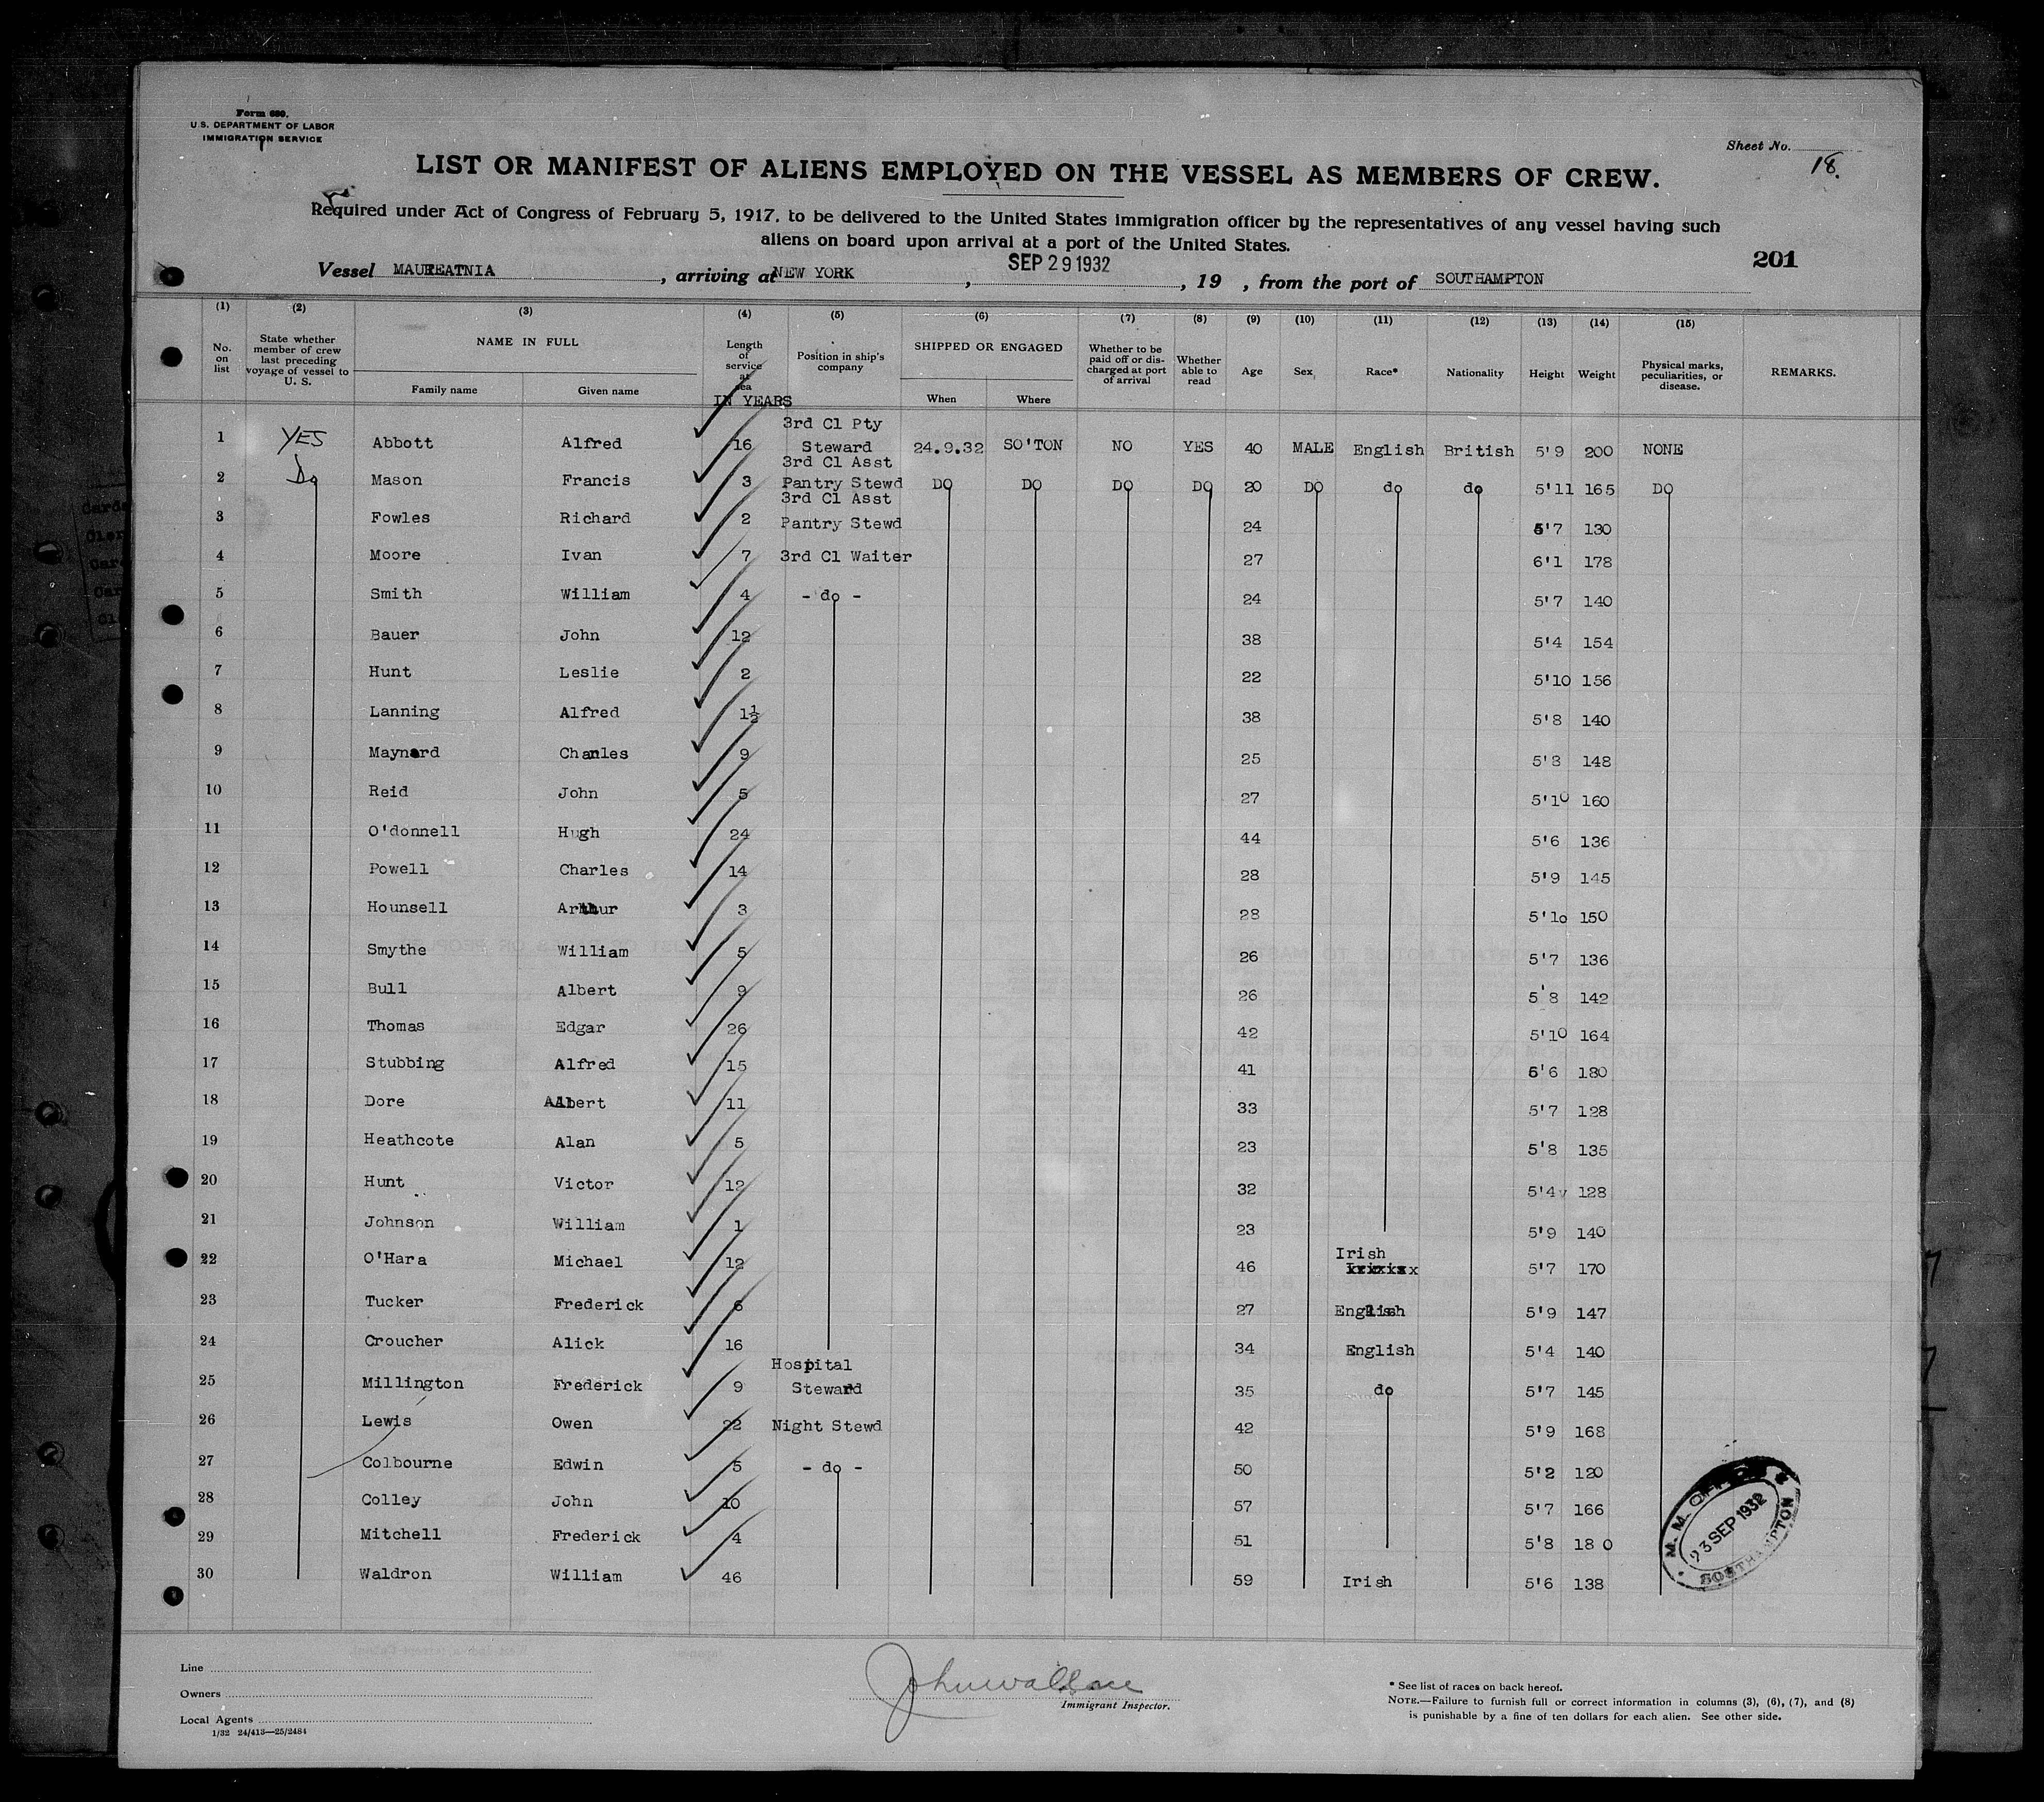 Form 680.
U.S. DEPARTMENT OF LABOR
IMMIGRATION SERVICE
Sheet No. 18.
LIST OR MANIFEST OF ALIENS EMPLOYED ON THE VESSEL AS MEMBERS OF CREW.
Required under Act of Congress of February 5, 1917, to be delivered to the United States immigration officer by the representatives of any vessel having such
aliens on board upon arrival at a port of the United States.
201
Vessel MAUREATNIA, arriving at NEW YORK, SEP 29 1932, 19 , from the port of SOUTHAMPTON
(1) (2) (3) (4) (5) (6) (7) (8) (9) (10) (11) (12) (13) (14) (15)
No. on list State whether member of crew last preceding voyage of vessel to U. S. NAME IN FULL Family name Given name Length of service at sea IN YEARS Position in ship's company SHIPPED OR ENGAGED When Where Whether to be paid off or discharged at port of arrival Whether able to read Age Sex Race* Nationality Height Weight Physical marks, peculiarities, or disease. REMARKS.
1 YES Abbott Alfred 16 3rd Cl Pty Steward 24.9.32 SO'TON NO YES 40 MALE English British 5'9 200 NONE
2 Do Mason Francis 3 3rd Cl Asst Pantry Stewd DO DO DO DO 20 DO do do 5'11 165 DO
3 Fowles Richard 2 3rd Cl Asst Pantry Stewd 24 5'7 130
4 Moore Ivan 7 3rd Cl Waiter 27 6'1 178
5 Smith William 4 - do - 24 5'7 140
6 Bauer John 12 38 5'4 154
7 Hunt Leslie 2 22 5'10 156
8 Lanning Alfred 1½ 38 5'8 140
9 Maynard Charles 9 25 5'8 148
10 Reid John 5 27 5'10 160
11 O'donnell Hugh 24 44 5'6 136
12 Powell Charles 14 28 5'9 145
13 Hounsell Arthur 3 28 5'10 150
14 Smythe William 5 26 5'7 136
15 Bull Albert 9 26 5'8 142
16 Thomas Edgar 26 42 5'10 164
17 Stubbing Alfred 15 41 5'6 180
18 Dore Albert 11 33 5'7 128
19 Heathcote Alan 5 23 5'8 135
20 Hunt Victor 12 32 5'4 128
21 Johnson William 1 23 5'9 140
22 O'Hara Michael 12 46 Irish 5'7 170
23 Tucker Frederick 6 27 English 5'9 147
24 Croucher Alick 16 34 English 5'4 140
25 Millington Frederick 9 Hospital Steward 35 do 5'7 145
26 Lewis Owen 22 Night Stewd 42 5'9 168
27 Colbourne Edwin 5 - do - 50 5'2 120
28 Colley John 10 57 5'7 166
29 Mitchell Frederick 4 51 5'8 180
30 Waldron William 46 59 Irish 5'6 138
M. M. OFFICE
23 SEP 1932
SOUTHAMPTON
Line
Owners
Local Agents
1/32 24/413—25/2484
Immigrant Inspector.
* See list of races on back hereof.
NOTE.—Failure to furnish full or correct information in columns (3), (6), (7), and (8)
is punishable by a fine of ten dollars for each alien. See other side.